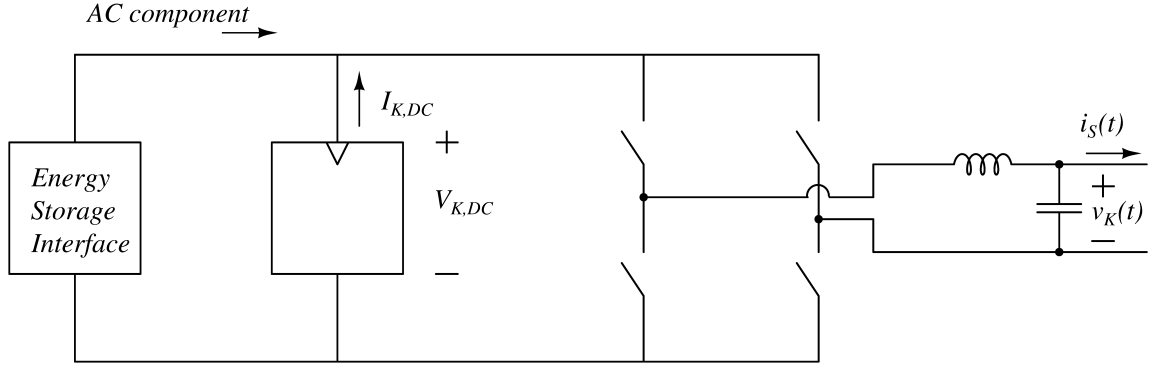 AC component
I_{K,DC}
+
V_{K,DC}
−
Energy
Storage
Interface
i_S(t)
+
v_K(t)
−